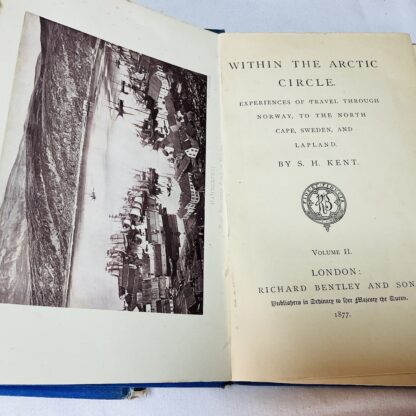 WITHIN THE ARCTIC
CIRCLE.
EXPERIENCES OF TRAVEL THROUGH
NORWAY, TO THE NORTH
CAPE, SWEDEN, AND
LAPLAND.
BY S. H. KENT.
VOLUME II.
LONDON:
RICHARD BENTLEY AND SON
Publishers in Ordinary to Her Majesty the Queen.
1877.